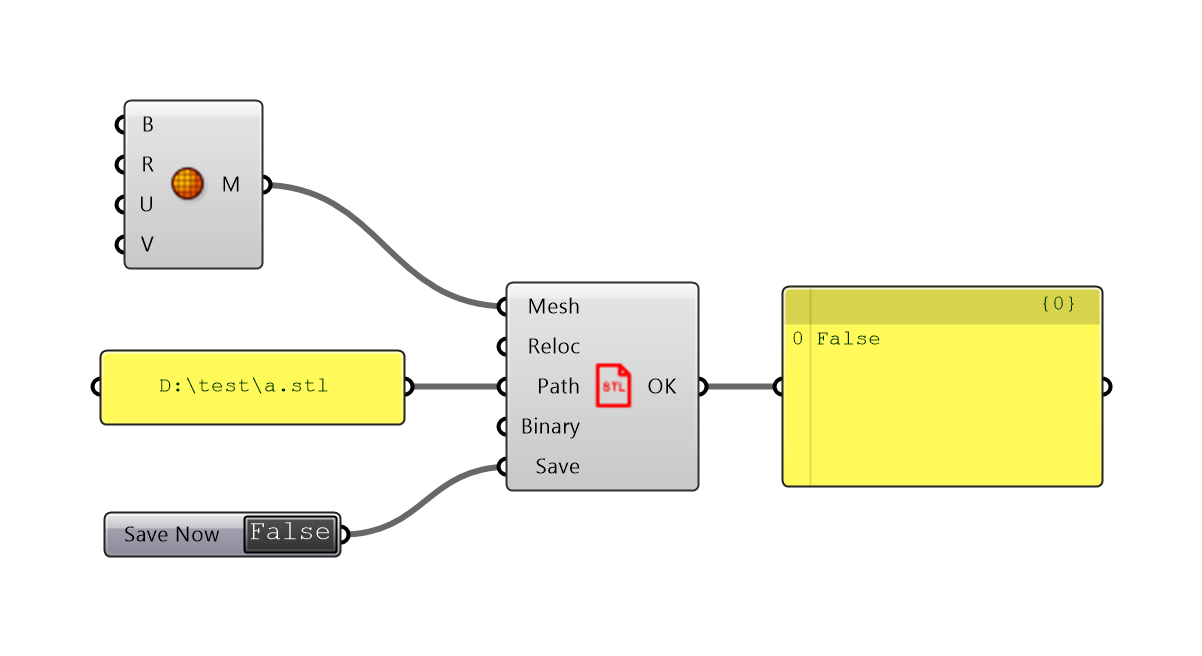 B
R
U
V
M
Mesh
Reloc
Path
Binary
Save
STL
OK
D:\test\a.stl
Save Now False
{0}
0 False